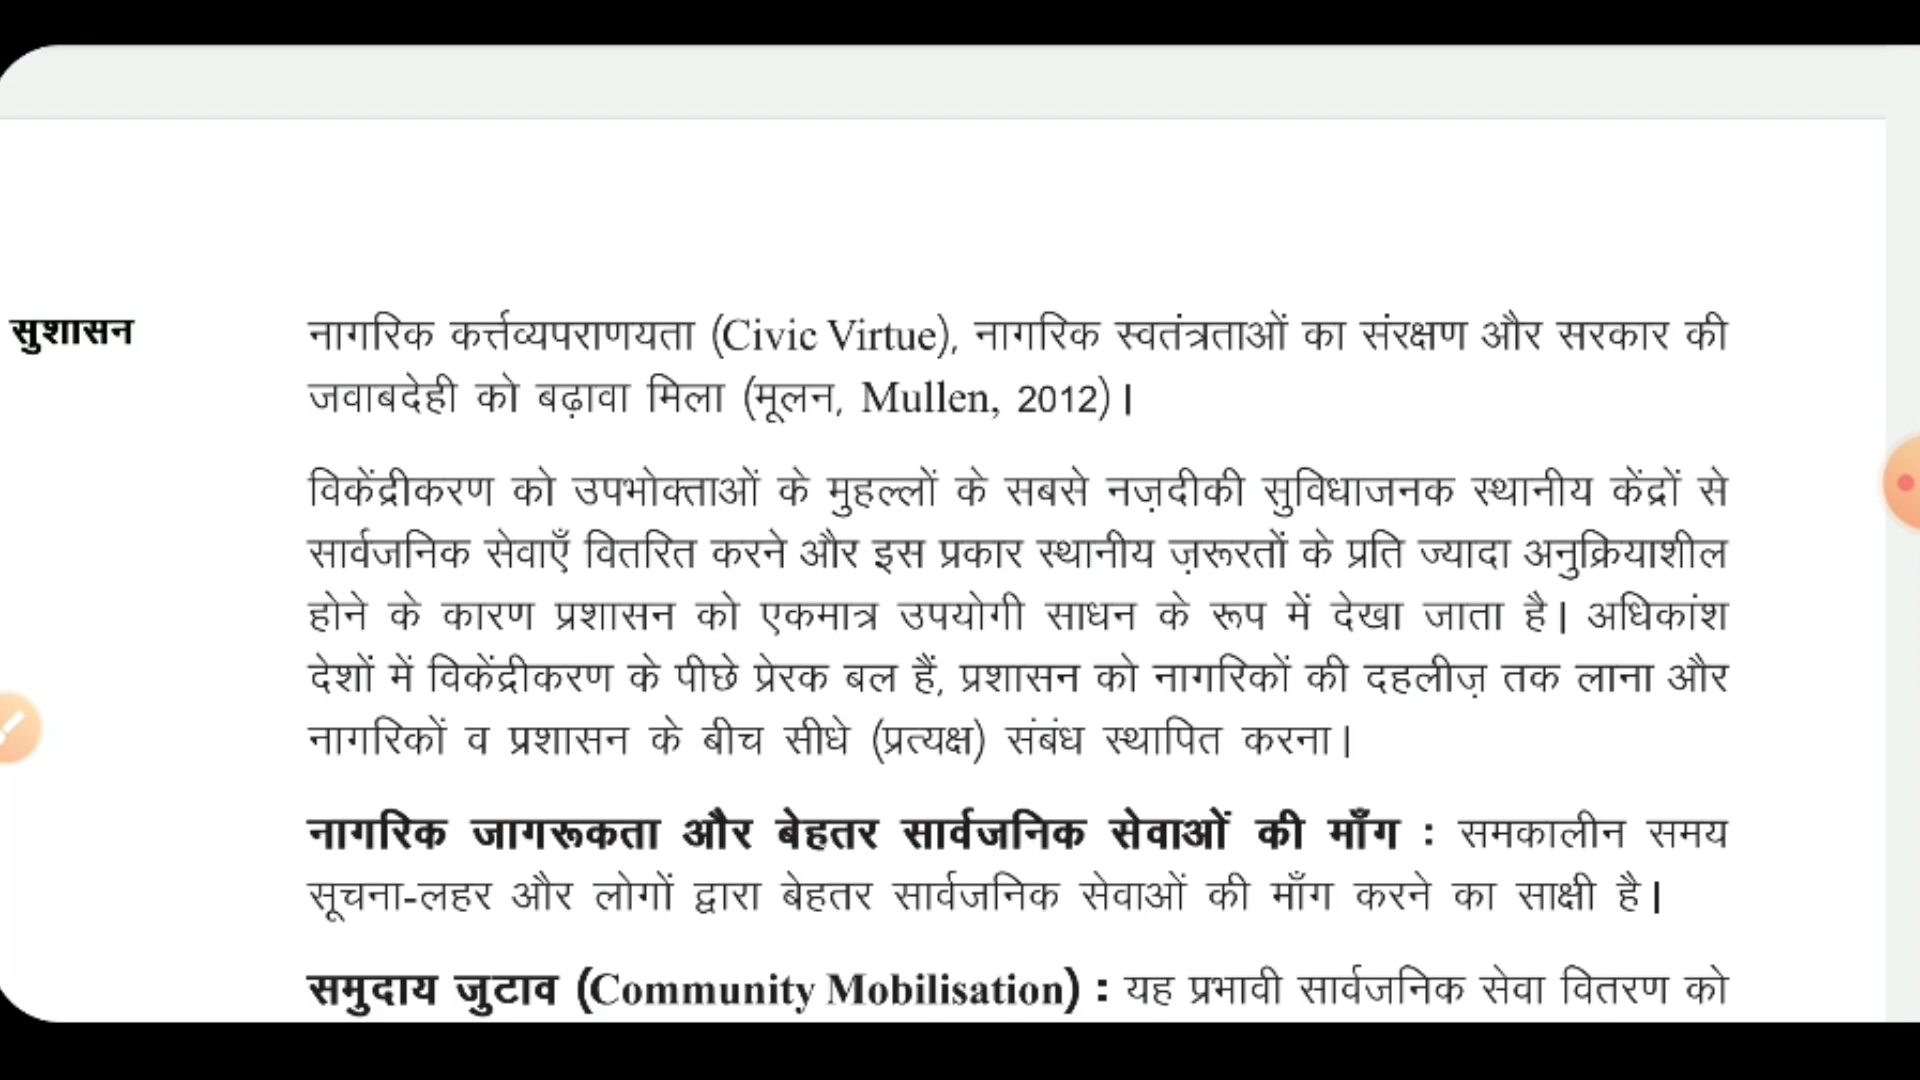 सुशासन
नागरिक कर्त्तव्यपराणयता (Civic Virtue), नागरिक स्वतंत्रताओं का संरक्षण और सरकार की
जवाबदेही को बढ़ावा मिला (मूलन, Mullen, 2012)।
विकेंद्रीकरण को उपभोक्ताओं के मुहल्लों के सबसे नज़दीकी सुविधाजनक स्थानीय केंद्रों से
सार्वजनिक सेवाएँ वितरित करने और इस प्रकार स्थानीय ज़रूरतों के प्रति ज्यादा अनुक्रियाशील
होने के कारण प्रशासन को एकमात्र उपयोगी साधन के रूप में देखा जाता है। अधिकांश
देशों में विकेंद्रीकरण के पीछे प्रेरक बल हैं, प्रशासन को नागरिकों की दहलीज़ तक लाना और
नागरिकों व प्रशासन के बीच सीधे (प्रत्यक्ष) संबंध स्थापित करना।
नागरिक जागरूकता और बेहतर सार्वजनिक सेवाओं की माँग : समकालीन समय
सूचना-लहर और लोगों द्वारा बेहतर सार्वजनिक सेवाओं की माँग करने का साक्षी है।
समुदाय जुटाव (Community Mobilisation) : यह प्रभावी सार्वजनिक सेवा वितरण को